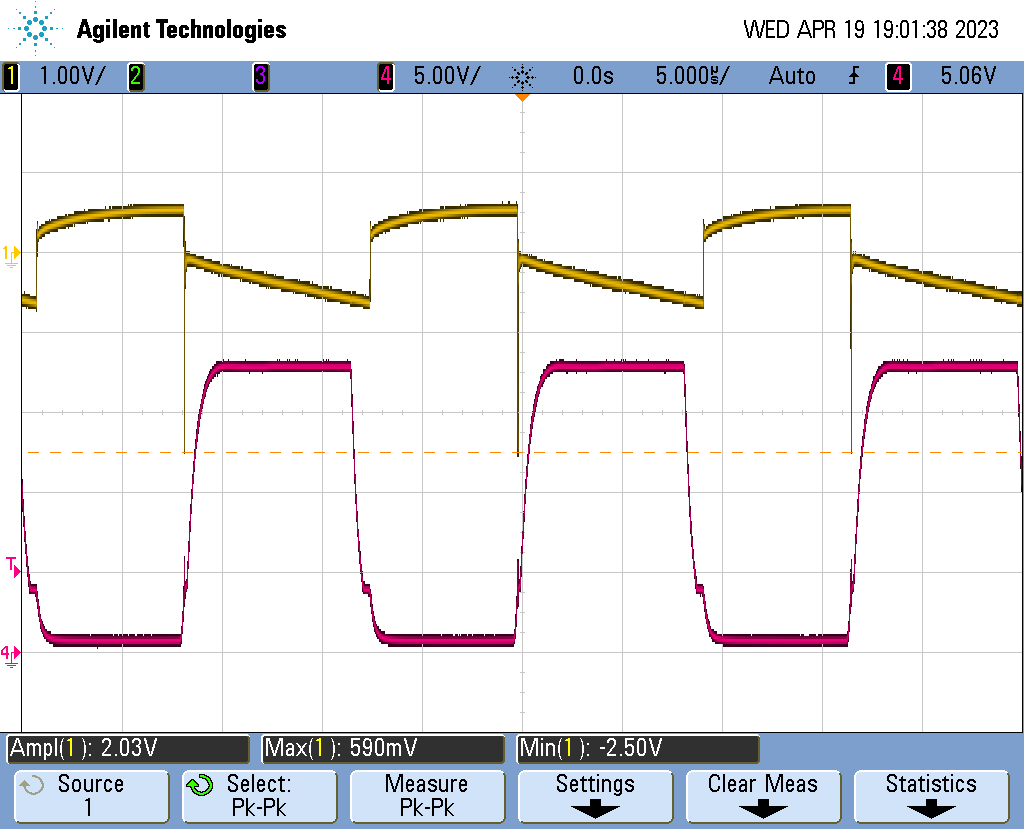 Agilent Technologies
WED APR 19 19:01:38 2023
1 1.00V/ 2 3 4 5.00V/ 0.0s 5.000µs/ Auto 4 5.06V
1
T
4
Ampl(1): 2.03V Max(1): 590mV Min(1): -2.50V
Source Select: Measure Settings Clear Meas Statistics
1 Pk-Pk Pk-Pk